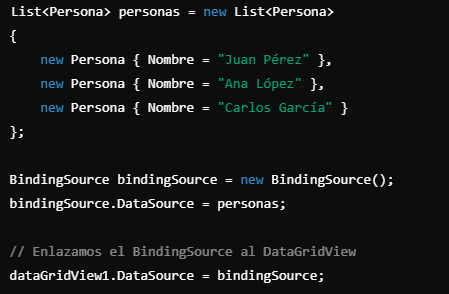 List<Persona> personas = new List<Persona>
{
    new Persona { Nombre = "Juan Pérez" },
    new Persona { Nombre = "Ana López" },
    new Persona { Nombre = "Carlos García" }
};

BindingSource bindingSource = new BindingSource();
bindingSource.DataSource = personas;

// Enlazamos el BindingSource al DataGridView
dataGridView1.DataSource = bindingSource;